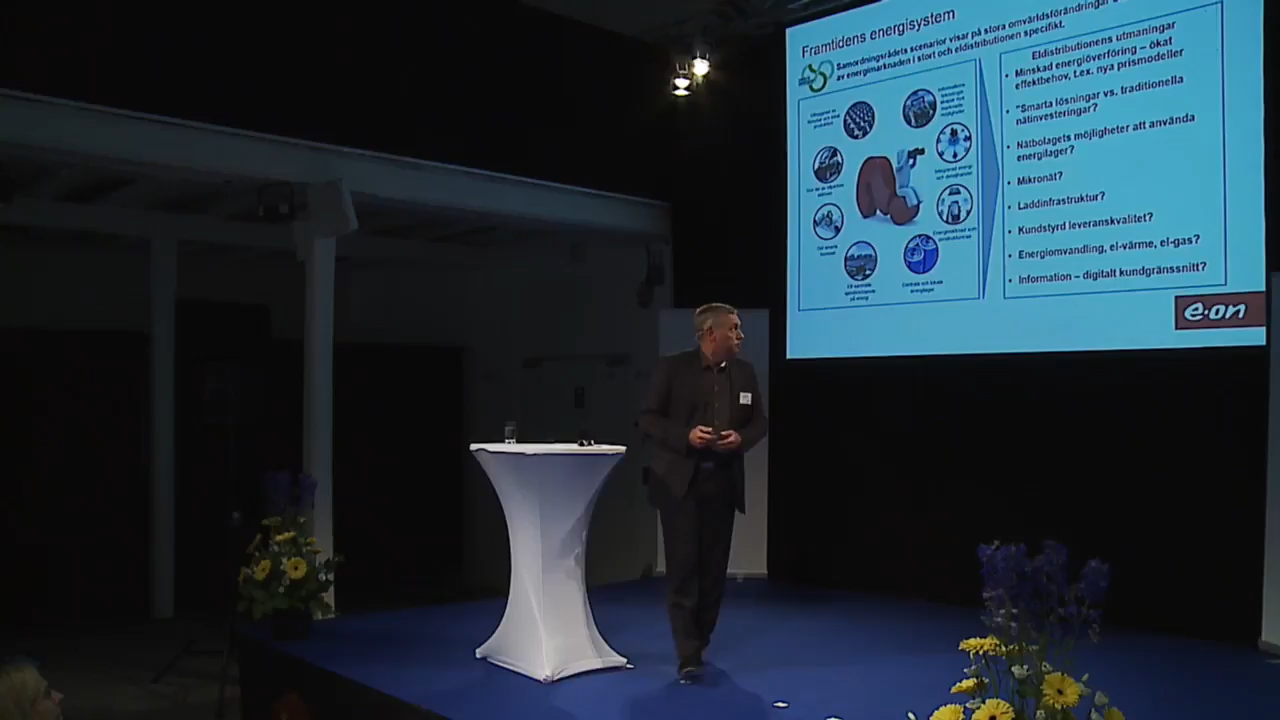 Framtidens energisystem
Samordningsrådets scenarior visar på stora omvärldsförändringar
av energimarknaden i stort och eldistributionen specifikt.
Eldistributionens utmaningar
• Minskad energiöverföring – ökat
effektbehov, t.ex. nya prismodeller
• "Smarta lösningar vs. traditionella
nätinvesteringar?
• Nätbolagets möjligheter att använda
energilager?
• Mikronät?
• Laddinfrastruktur?
• Kundstyrd leveranskvalitet?
• Energiomvandling, el-värme, el-gas?
• Information – digitalt kundgränssnitt?
e·on